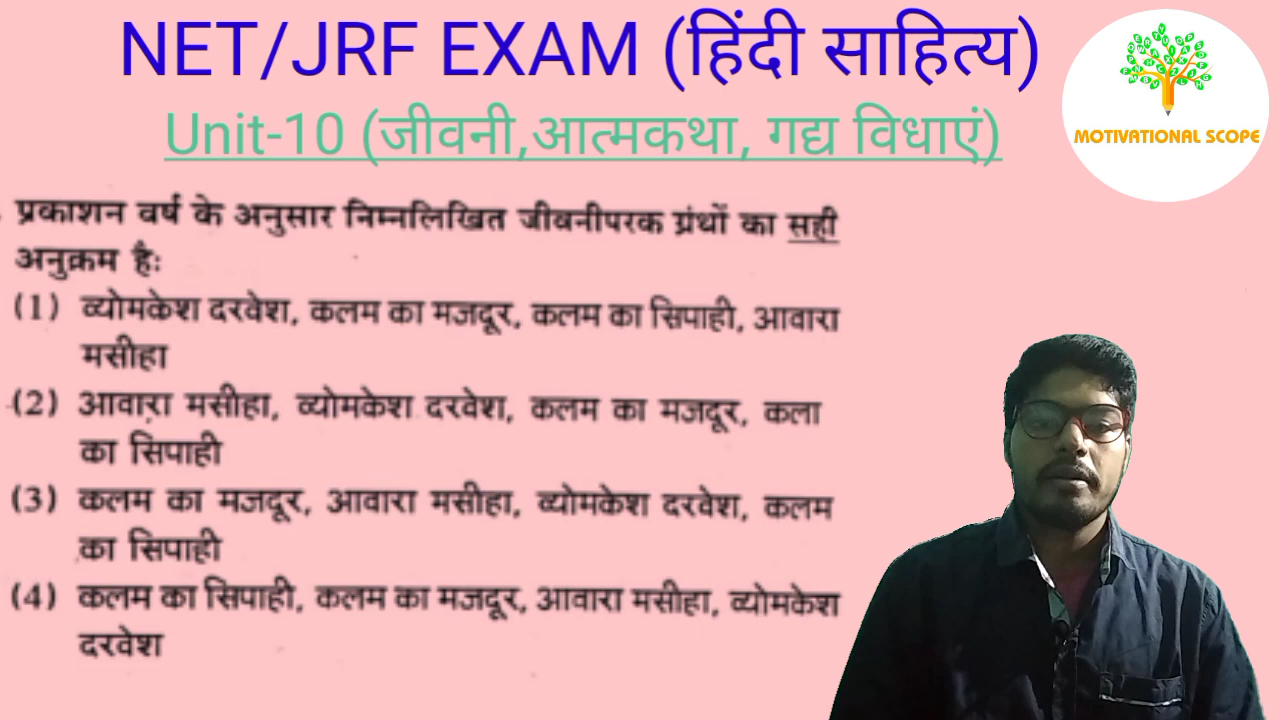 NET/JRF EXAM (हिंदी साहित्य)
Unit-10 (जीवनी,आत्मकथा, गद्य विधाएं)
MOTIVATIONAL SCOPE
प्रकाशन वर्ष के अनुसार निम्नलिखित जीवनीपरक ग्रंथों का सही
अनुक्रम हैः
(1) व्योमकेश दरवेश, कलम का मजदूर, कलम का सिपाही, आवारा
मसीहा
(2) आवारा मसीहा, व्योमकेश दरवेश, कलम का मजदूर, कला
का सिपाही
(3) कलम का मजदूर, आवारा मसीहा, व्योमकेश दरवेश, कलम
का सिपाही
(4) कलम का सिपाही, कलम का मजदूर, आवारा मसीहा, व्योमकेश
दरवेश